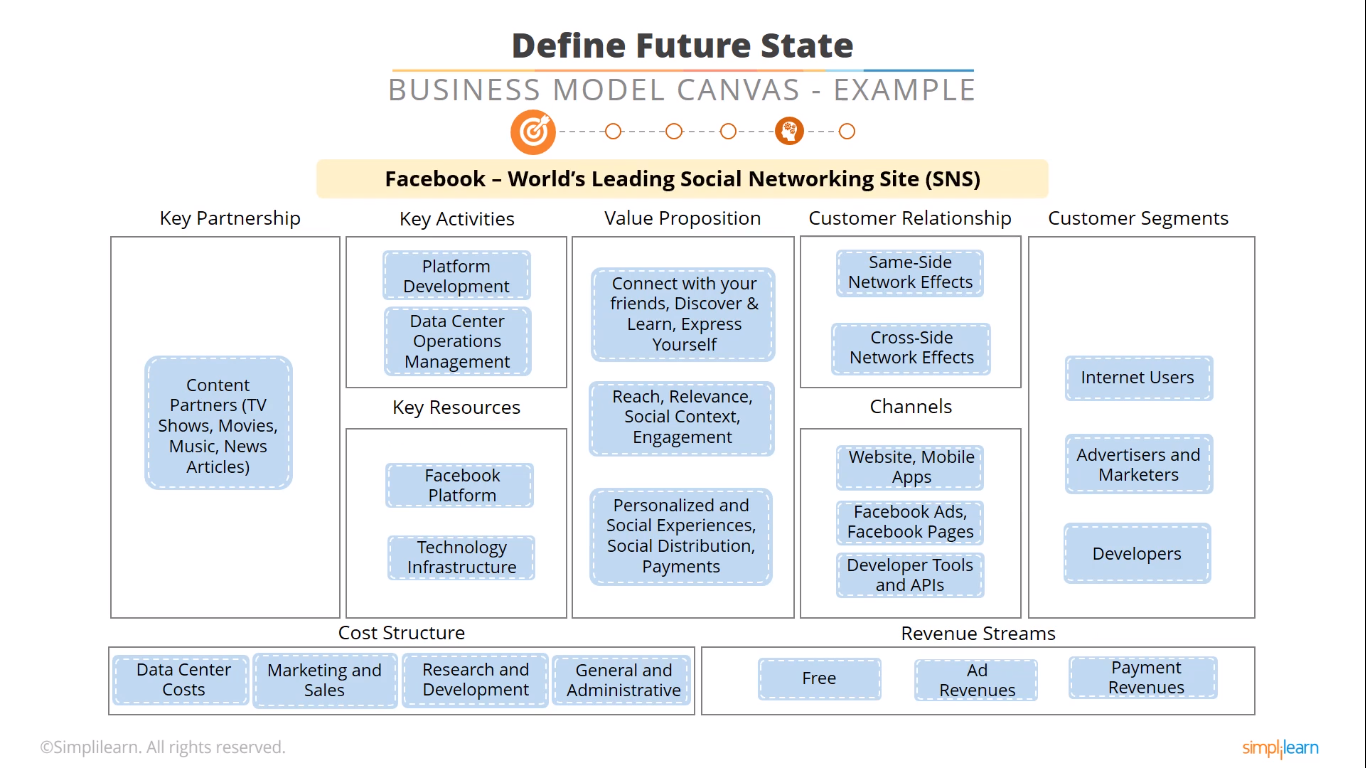 Define Future State
BUSINESS MODEL CANVAS - EXAMPLE
Facebook – World's Leading Social Networking Site (SNS)
Key Partnership
Content
Partners (TV
Shows, Movies,
Music, News
Articles)
Key Activities
Platform
Development
Data Center
Operations
Management
Key Resources
Facebook
Platform
Technology
Infrastructure
Value Proposition
Connect with your
friends, Discover &
Learn, Express
Yourself
Reach, Relevance,
Social Context,
Engagement
Personalized and
Social Experiences,
Social Distribution,
Payments
Customer Relationship
Same-Side
Network Effects
Cross-Side
Network Effects
Channels
Website, Mobile
Apps
Facebook Ads,
Facebook Pages
Developer Tools
and APIs
Customer Segments
Internet Users
Advertisers and
Marketers
Developers
Cost Structure
Data Center
Costs
Marketing and
Sales
Research and
Development
General and
Administrative
Revenue Streams
Free
Ad
Revenues
Payment
Revenues
©Simplilearn. All rights reserved.
simplilearn